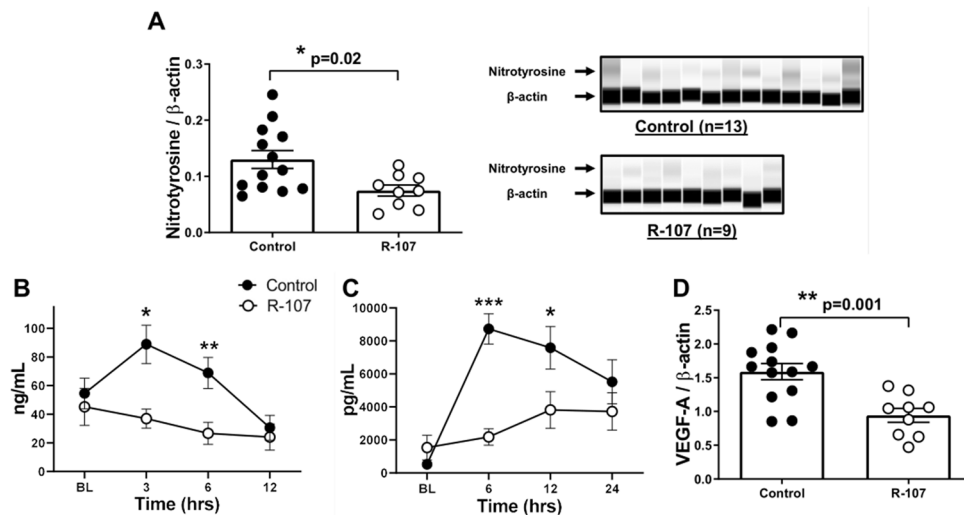 A
* p=0.02
Nitrotyrosine / β-actin
0.3
0.2
0.1
0.0
Control
R-107
Nitrotyrosine
β-actin
Control (n=13)
Nitrotyrosine
β-actin
R-107 (n=9)
B
Control
R-107
ng/mL
100
80
60
40
20
0
*
**
BL
3
6
12
Time (hrs)
C
pg/mL
10000
8000
6000
4000
2000
0
***
*
BL
6
12
24
Time (hrs)
D
** p=0.001
VEGF-A / β-actin
2.5
2.0
1.5
1.0
0.5
0.0
Control
R-107